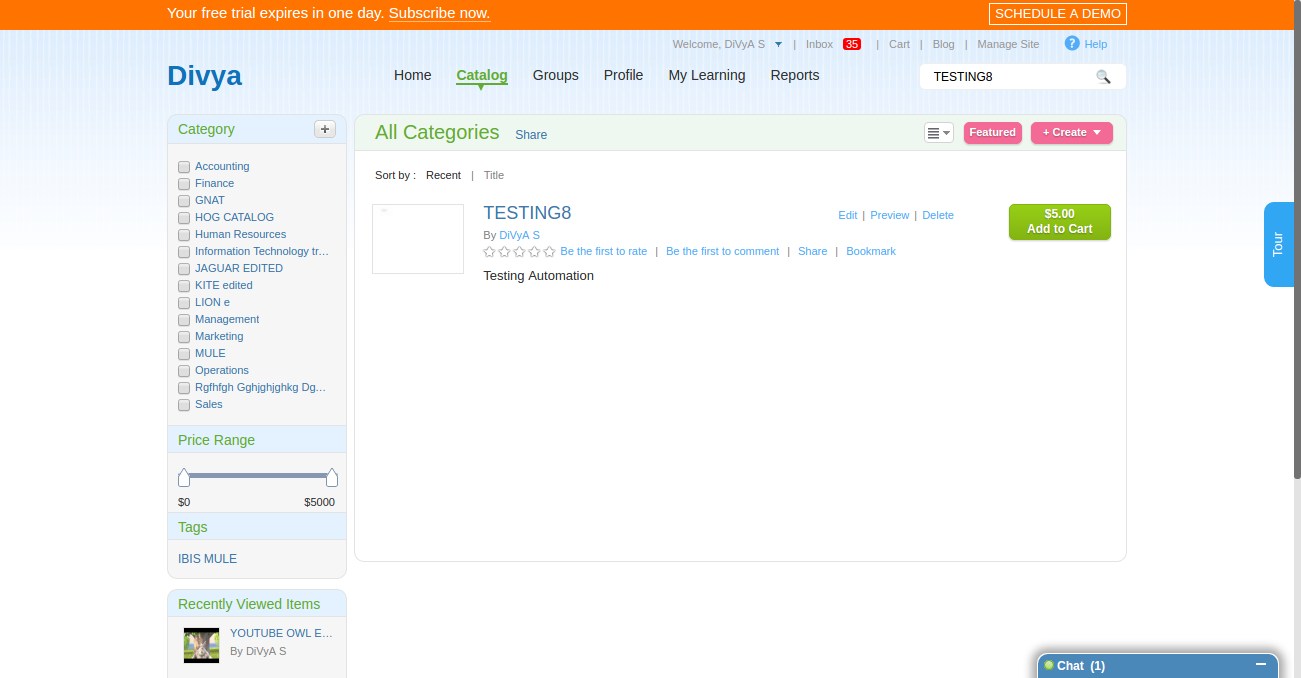 Your free trial expires in one day. Subscribe now.
SCHEDULE A DEMO
Welcome, DiVyA S | Inbox 35 | Cart | Blog | Manage Site ? Help
Divya
Home Catalog Groups Profile My Learning Reports
TESTING8
Category +
Accounting
Finance
GNAT
HOG CATALOG
Human Resources
Information Technology tr…
JAGUAR EDITED
KITE edited
LION e
Management
Marketing
MULE
Operations
Rgfhfgh Gghjghjghkg Dg…
Sales
Price Range
$0 $5000
Tags
IBIS MULE
Recently Viewed Items
YOUTUBE OWL E…
By DiVyA S
All Categories Share
Featured
+ Create
Sort by : Recent | Title
TESTING8
Edit | Preview | Delete
$5.00
Add to Cart
By DiVyA S
Be the first to rate | Be the first to comment | Share | Bookmark
Testing Automation
Tour
Chat (1)